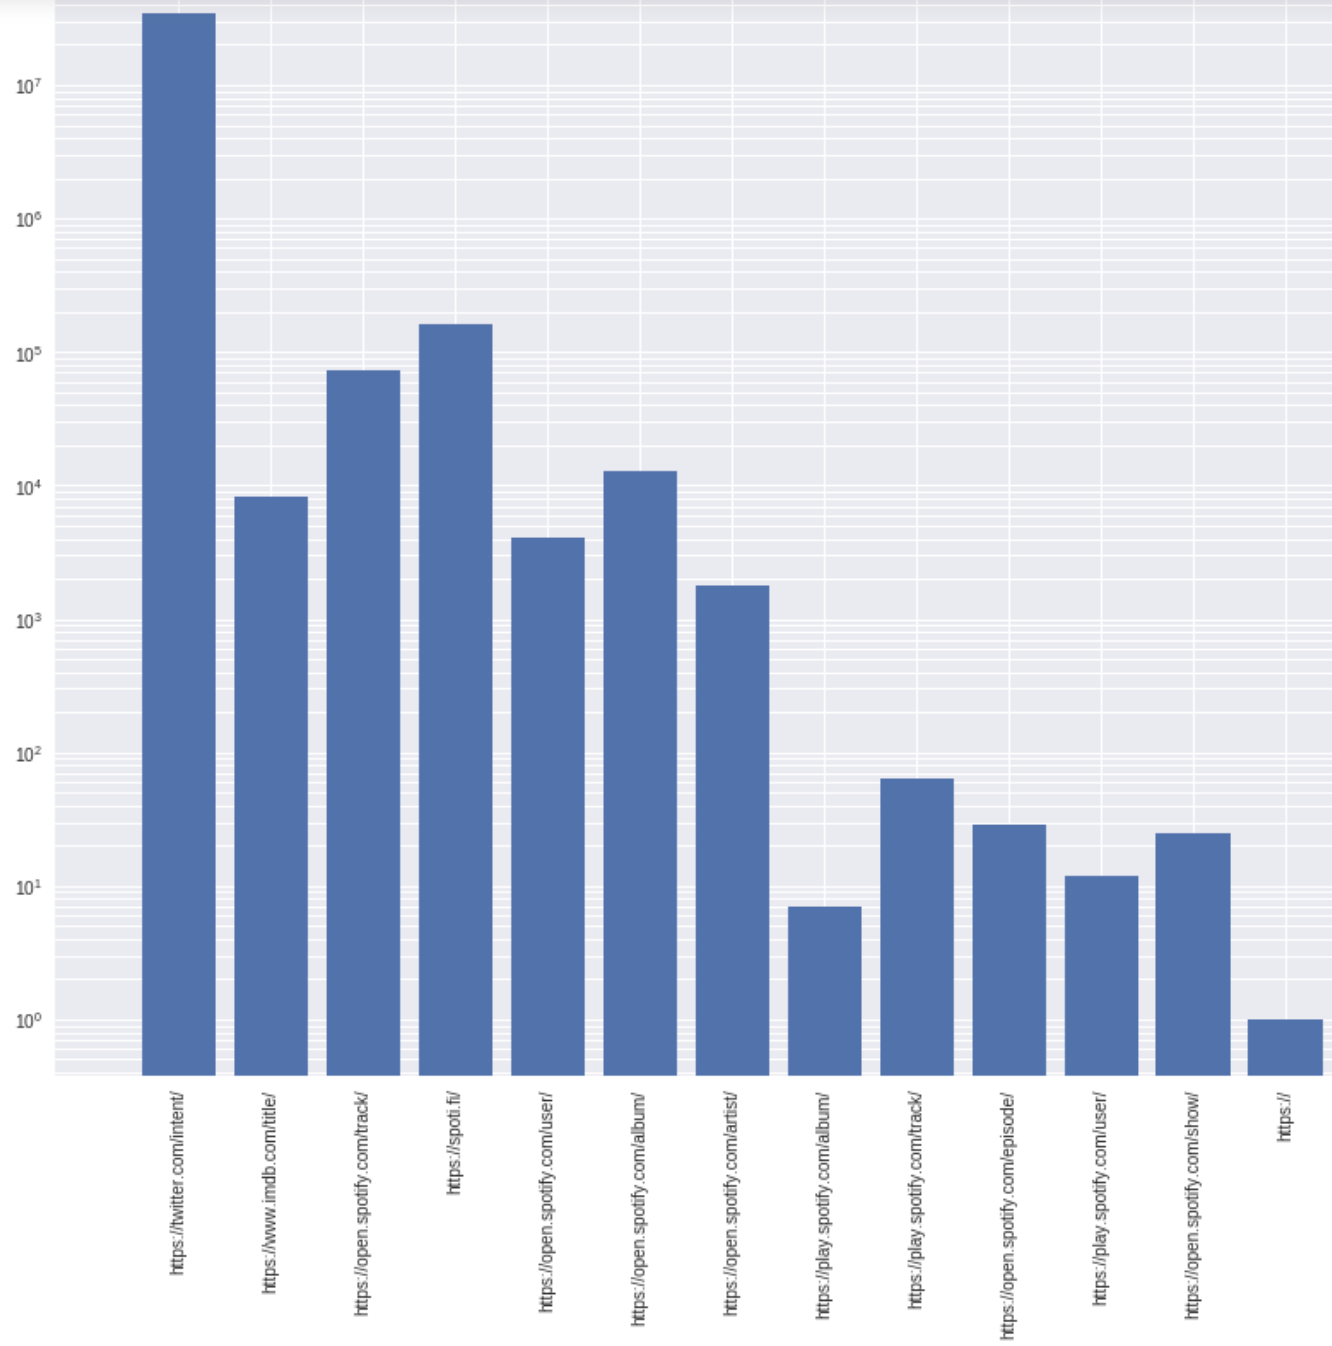 10⁷
10⁶
10⁵
10⁴
10³
10²
10¹
10⁰
https://twitter.com/intent/
https://www.imdb.com/title/
https://open.spotify.com/track/
https://spoti.fi/
https://open.spotify.com/user/
https://open.spotify.com/album/
https://open.spotify.com/artist/
https://play.spotify.com/album/
https://play.spotify.com/track/
https://open.spotify.com/episode/
https://play.spotify.com/user/
https://open.spotify.com/show/
https://